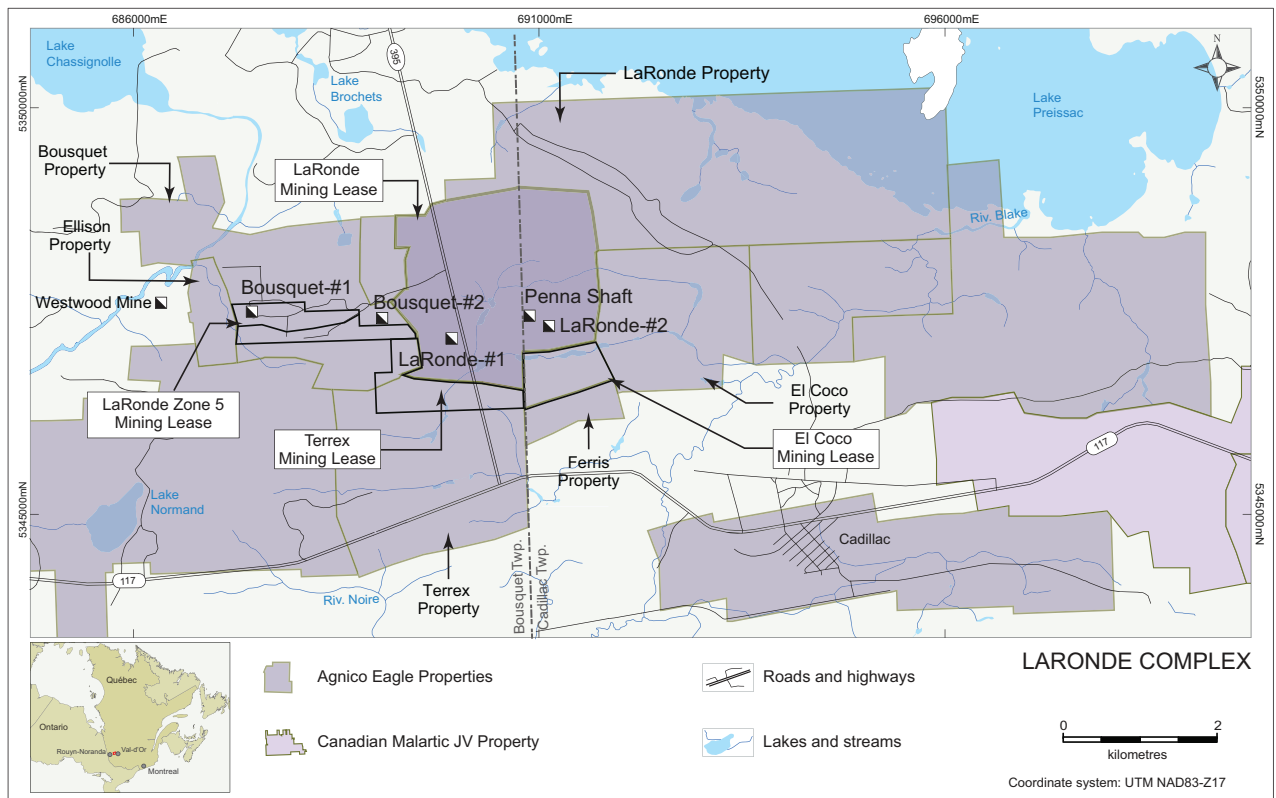 686000mE
691000mE
696000mE
5350000mN
5350000mN
5345000mN
5345000mN
Lake
Chassignolle
Lake
Brochets
395
LaRonde Property
N
Lake
Preissac
Bousquet
Property
LaRonde
Mining Lease
Ellison
Property
Riv. Blake
Westwood Mine
Bousquet-#1
Bousquet-#2
Penna Shaft
LaRonde-#2
LaRonde-#1
LaRonde Zone 5
Mining Lease
Terrex
Mining Lease
El Coco
Property
El Coco
Mining Lease
Ferris
Property
117
Lake
Normand
Cadillac
117
Riv. Noire
Terrex
Property
Bousquet Twp.
Cadillac Twp.
Québec
Ontario
Rouyn-Noranda
Val-d'Or
Montreal
Agnico Eagle Properties
Canadian Malartic JV Property
Roads and highways
Lakes and streams
LARONDE COMPLEX
0
2
kilometres
Coordinate system: UTM NAD83-Z17